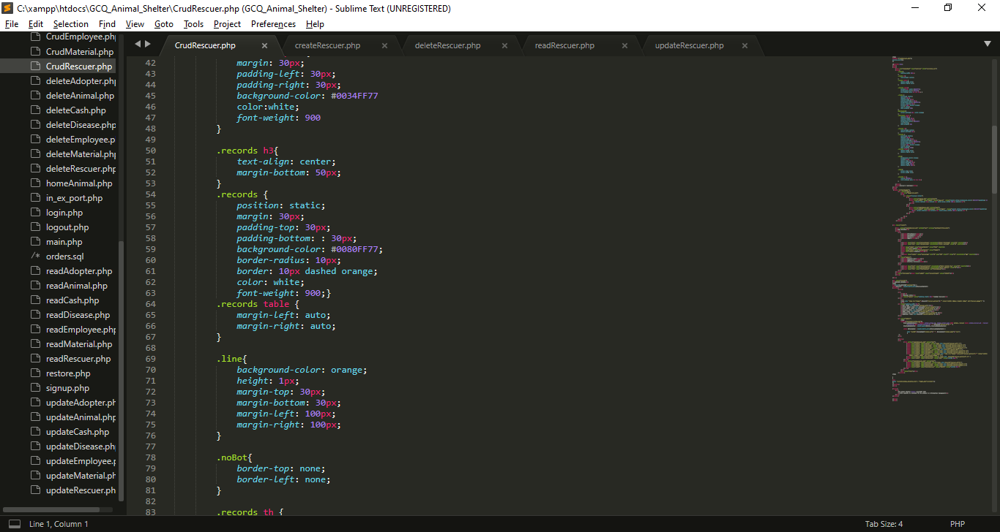 C:\xampp\htdocs\GCQ_Animal_Shelter\CrudRescuer.php (GCQ_Animal_Shelter) - Sublime Text (UNREGISTERED)
File Edit Selection Find View Goto Tools Project Preferences Help
CrudEmployee.php
CrudMaterial.php
CrudRescuer.php
deleteAdopter.php
deleteAnimal.php
deleteCash.php
deleteDisease.php
deleteEmployee.p
deleteMaterial.php
deleteRescuer.php
homeAnimal.php
in_ex_port.php
login.php
logout.php
main.php
/* orders.sql
readAdopter.php
readAnimal.php
readCash.php
readDisease.php
readEmployee.php
readMaterial.php
readRescuer.php
restore.php
signup.php
updateAdopter.ph
updateAnimal.php
updateCash.php
updateDisease.ph
updateEmployee.p
updateMaterial.ph
updateRescuer.ph
CrudRescuer.php createRescuer.php deleteRescuer.php readRescuer.php updateRescuer.php
42 margin: 30px;
43 padding-left: 30px;
44 padding-right: 30px;
45 background-color: #0034FF77
46 color:white;
47 font-weight: 900
48 }
49
50 .records h3{
51 text-align: center;
52 margin-bottom: 50px;
53 }
54 .records {
55 position: static;
56 margin: 30px;
57 padding-top: 30px;
58 padding-bottom: : 30px;
59 background-color: #0080FF77;
60 border-radius: 10px;
61 border: 10px dashed orange;
62 color: white;
63 font-weight: 900;}
64 .records table {
65 margin-left: auto;
66 margin-right: auto;
67 }
68
69 .line{
70 background-color: orange;
71 height: 1px;
72 margin-top: 30px;
73 margin-bottom: 30px;
74 margin-left: 100px;
75 margin-right: 100px;
76 }
77
78 .noBot{
79 border-top: none;
80 border-left: none;
81 }
82
83 .records th {
Line 1, Column 1 Tab Size: 4 PHP